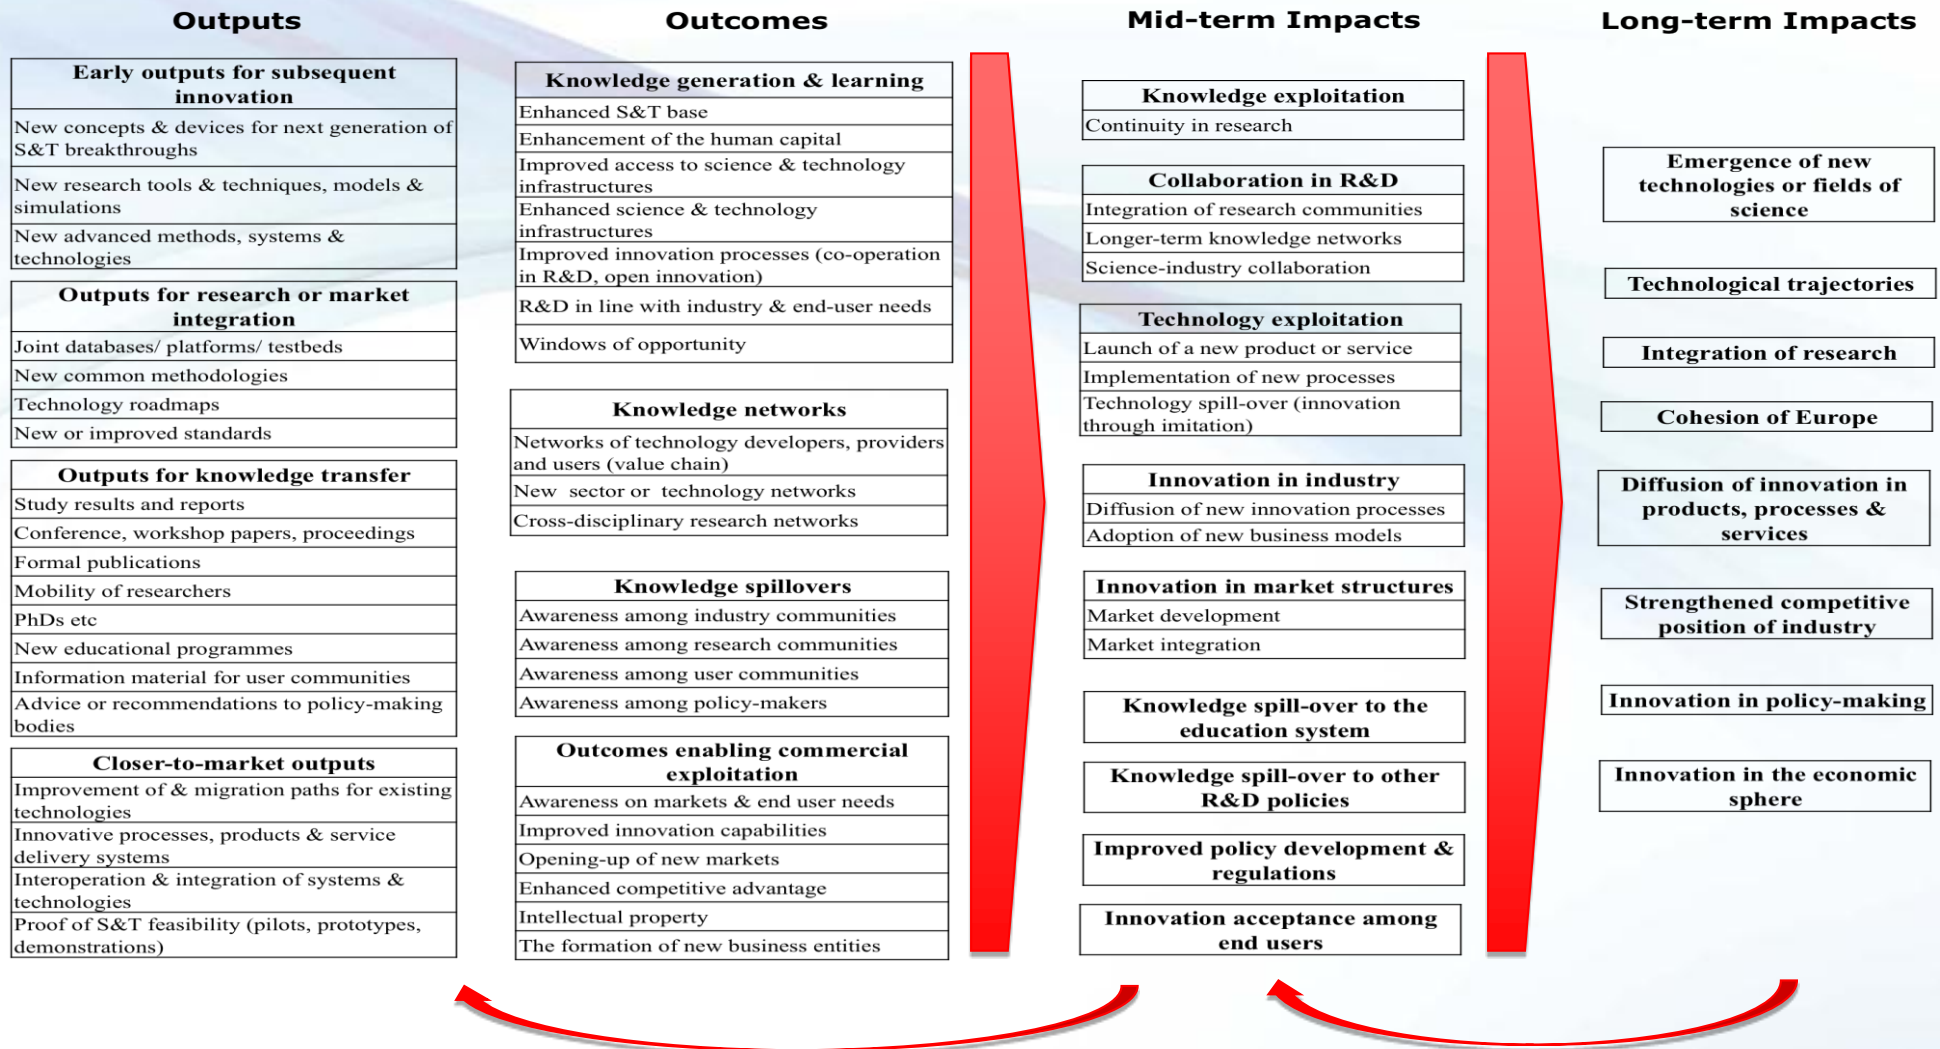 Outputs
Early outputs for subsequent
innovation
New concepts & devices for next generation of
S&T breakthroughs
New research tools & techniques, models &
simulations
New advanced methods, systems &
technologies
Outputs for research or market
integration
Joint databases/ platforms/ testbeds
New common methodologies
Technology roadmaps
New or improved standards
Outputs for knowledge transfer
Study results and reports
Conference, workshop papers, proceedings
Formal publications
Mobility of researchers
PhDs etc
New educational programmes
Information material for user communities
Advice or recommendations to policy-making
bodies
Closer-to-market outputs
Improvement of & migration paths for existing
technologies
Innovative processes, products & service
delivery systems
Interoperation & integration of systems &
technologies
Proof of S&T feasibility (pilots, prototypes,
demonstrations)
Outcomes
Knowledge generation & learning
Enhanced S&T base
Enhancement of the human capital
Improved access to science & technology
infrastructures
Enhanced science & technology
infrastructures
Improved innovation processes (co-operation
in R&D, open innovation)
R&D in line with industry & end-user needs
Windows of opportunity
Knowledge networks
Networks of technology developers, providers
and users (value chain)
New sector or technology networks
Cross-disciplinary research networks
Knowledge spillovers
Awareness among industry communities
Awareness among research communities
Awareness among user communities
Awareness among policy-makers
Outcomes enabling commercial
exploitation
Awareness on markets & end user needs
Improved innovation capabilities
Opening-up of new markets
Enhanced competitive advantage
Intellectual property
The formation of new business entities
Mid-term Impacts
Knowledge exploitation
Continuity in research
Collaboration in R&D
Integration of research communities
Longer-term knowledge networks
Science-industry collaboration
Technology exploitation
Launch of a new product or service
Implementation of new processes
Technology spill-over (innovation
through imitation)
Innovation in industry
Diffusion of new innovation processes
Adoption of new business models
Innovation in market structures
Market development
Market integration
Knowledge spill-over to the
education system
Knowledge spill-over to other
R&D policies
Improved policy development &
regulations
Innovation acceptance among
end users
Long-term Impacts
Emergence of new
technologies or fields of
science
Technological trajectories
Integration of research
Cohesion of Europe
Diffusion of innovation in
products, processes &
services
Strengthened competitive
position of industry
Innovation in policy-making
Innovation in the economic
sphere